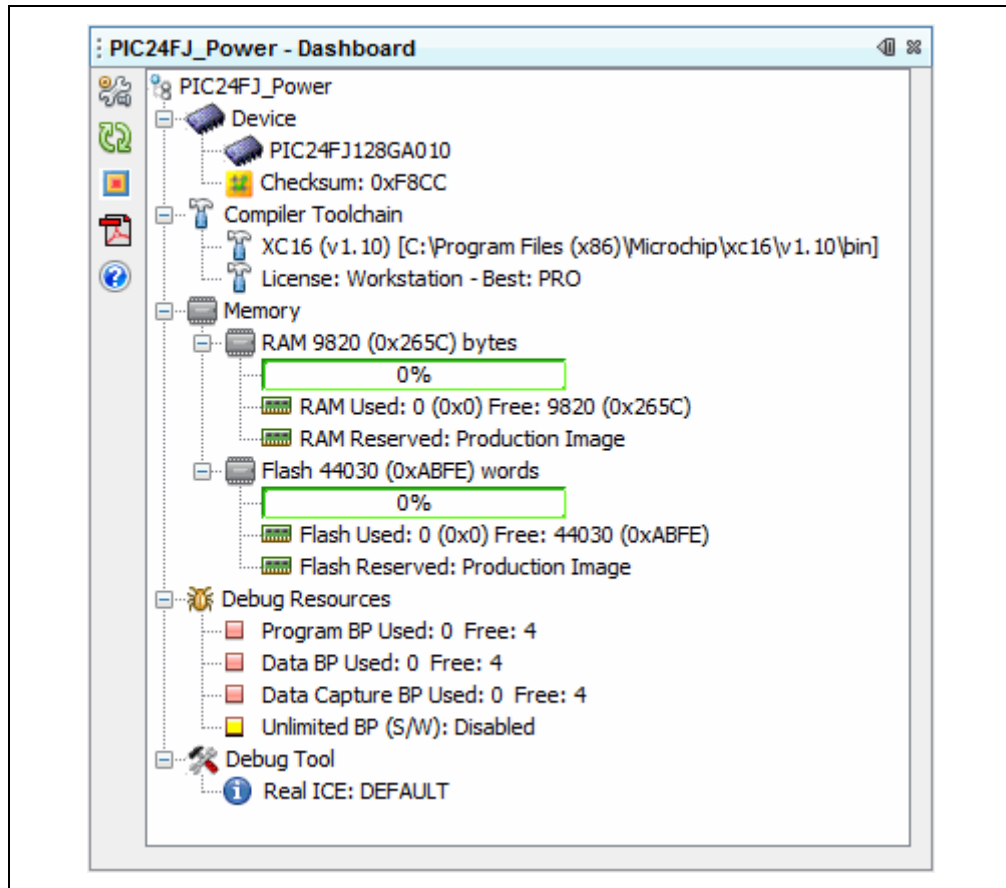 PIC24FJ_Power - Dashboard
PIC24FJ_Power
Device
PIC24FJ128GA010
Checksum: 0xF8CC
Compiler Toolchain
XC16 (v1.10) [C:\Program Files (x86)\Microchip\xc16\v1.10\bin]
License: Workstation - Best: PRO
Memory
RAM 9820 (0x265C) bytes
0%
RAM Used: 0 (0x0) Free: 9820 (0x265C)
RAM Reserved: Production Image
Flash 44030 (0xABFE) words
0%
Flash Used: 0 (0x0) Free: 44030 (0xABFE)
Flash Reserved: Production Image
Debug Resources
Program BP Used: 0 Free: 4
Data BP Used: 0 Free: 4
Data Capture BP Used: 0 Free: 4
Unlimited BP (S/W): Disabled
Debug Tool
Real ICE: DEFAULT